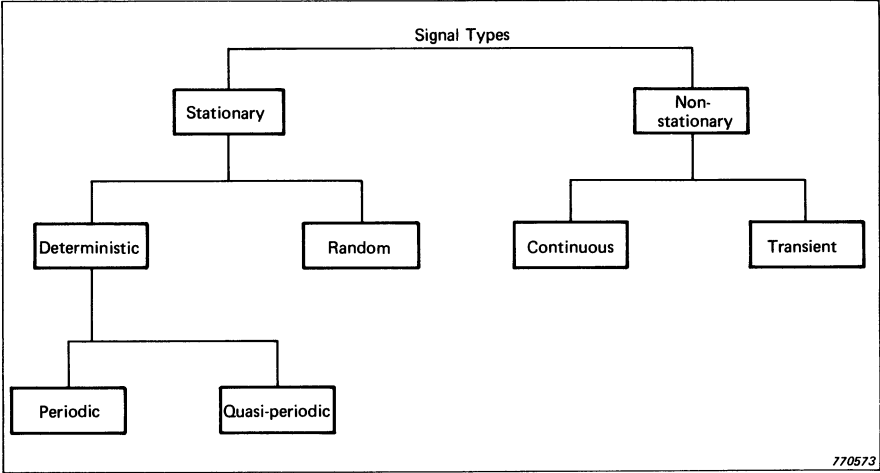 Signal Types
Stationary
Non-
stationary
Deterministic
Random
Continuous
Transient
Periodic
Quasi-periodic
770573